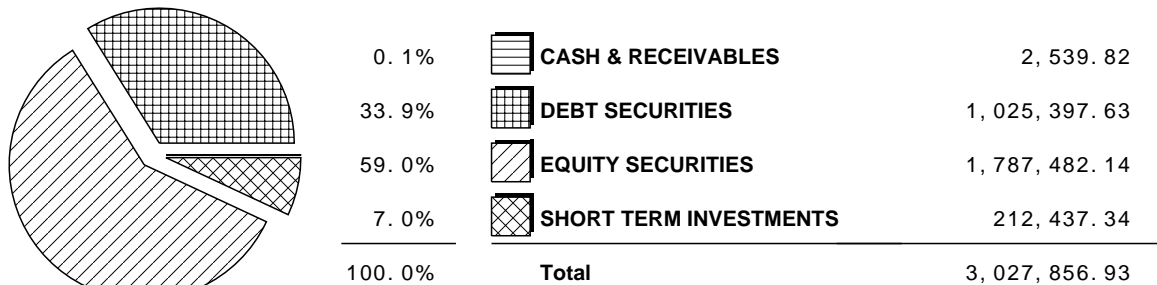 0.1% CASH & RECEIVABLES 2,539.82
33.9% DEBT SECURITIES 1,025,397.63
59.0% EQUITY SECURITIES 1,787,482.14
7.0% SHORT TERM INVESTMENTS 212,437.34
100.0% Total 3,027,856.93